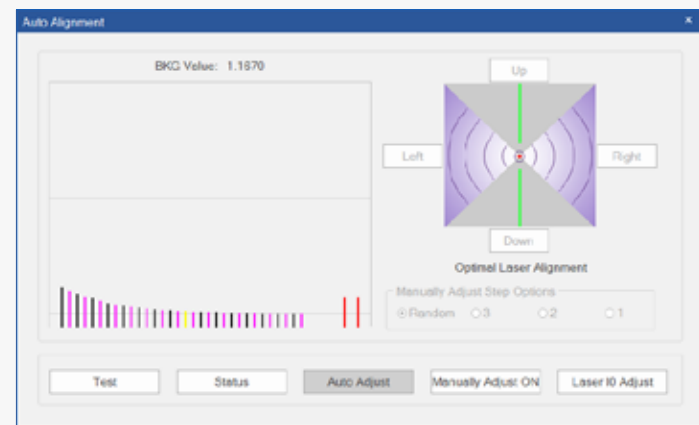 Auto Alignment
x
BKG Value: 1.1670
Up
Left
Right
Down
Optimal Laser Alignment
Manually Adjust Step Options
Random 3 2 1
Test Status Auto Adjust Manually Adjust ON Laser I0 Adjust